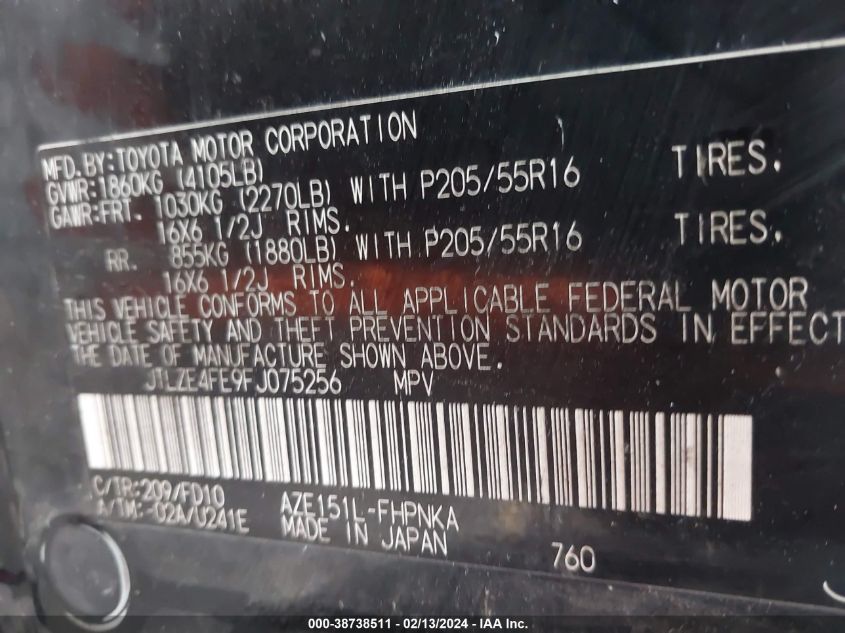 MFD.BY:TOYOTA MOTOR CORPORATION
GVWR:1860KG (4105LB)
GAWR:FRT. 1030KG (2270LB) WITH P205/55R16 TIRES.
16X6 1/2J RIMS.
RR. 855KG (1880LB) WITH P205/55R16 TIRES.
16X6 1/2J RIMS.
THIS VEHICLE CONFORMS TO ALL APPLICABLE FEDERAL MOTOR
VEHICLE SAFETY AND THEFT PREVENTION STANDARDS IN EFFECT
THE DATE OF MANUFACTURE SHOWN ABOVE.
JTLZE4FE9FJ075256 MPV
C/TR:209/FD10 AZE151L-FHPNKA
A/TM:-02A/U241E MADE IN JAPAN 760
000-38738511 - 02/13/2024 - IAA Inc.